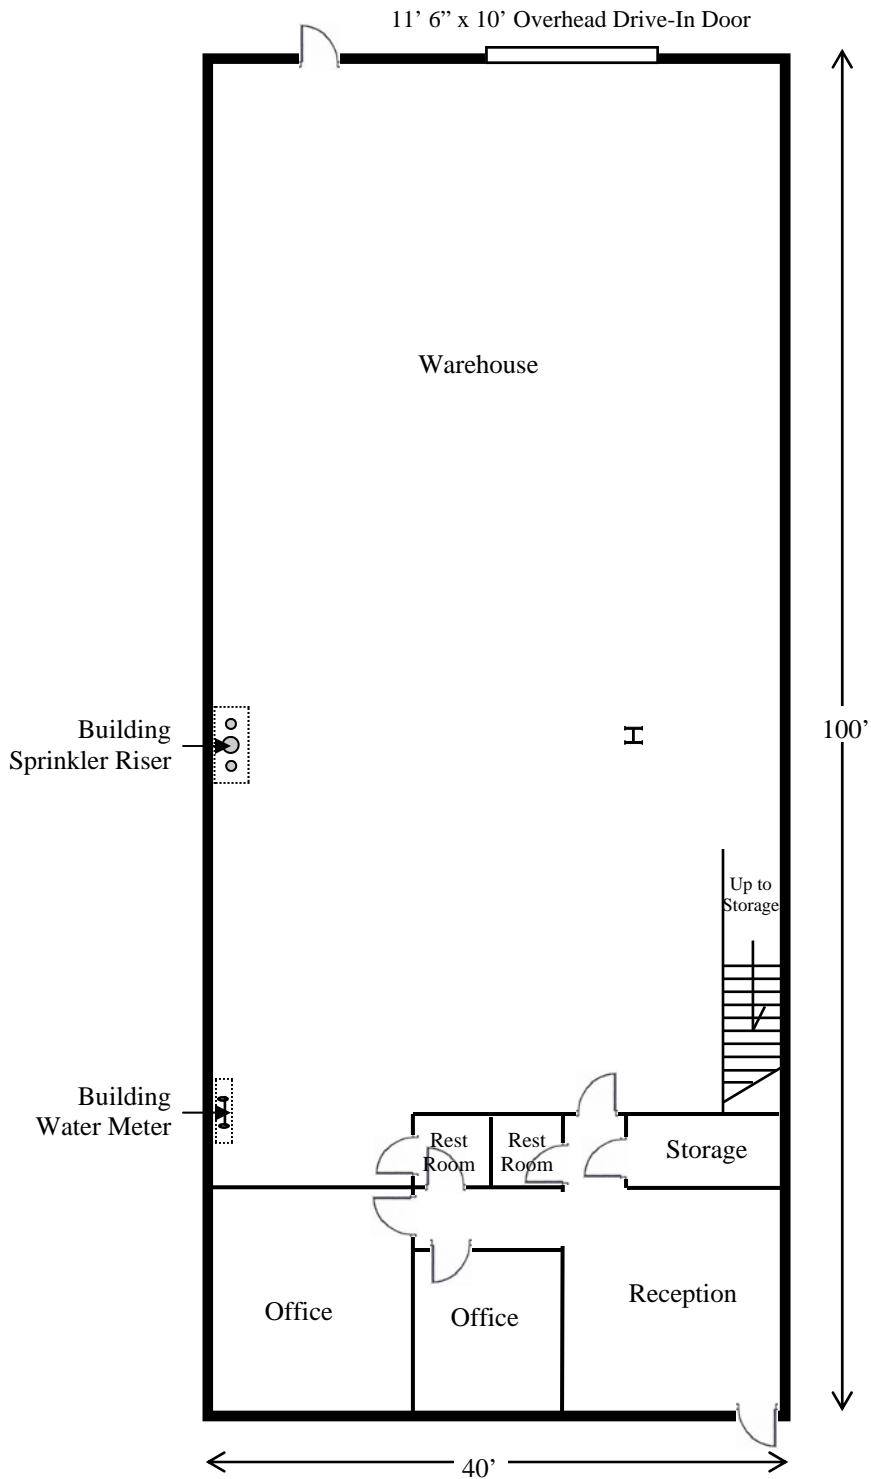 11’ 6” x 10’ Overhead Drive-In Door
Warehouse
Building
Sprinkler Riser
100’
Up to
Storage
Building
Water Meter
Rest
Room
Rest
Room
Storage
Reception
Office
Office
40’